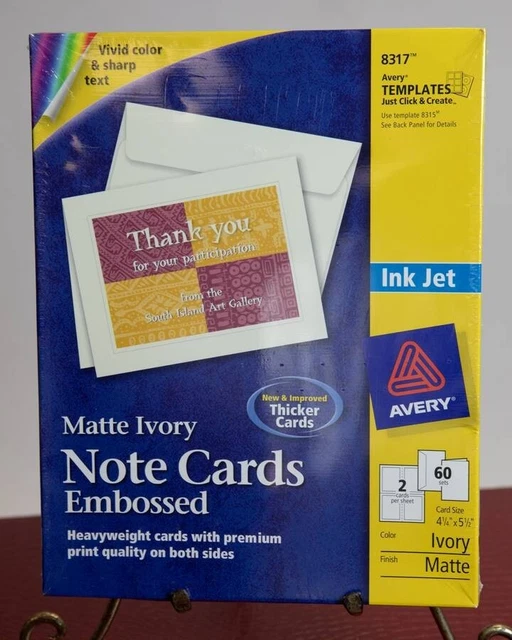 Vivid color
& sharp
text
8317™
Avery®
TEMPLATES
Just Click & Create™
Use template 8315™
See Back Panel for Details
Thank you
for your participation
from the
South Island Art Gallery
Ink Jet
AVERY®
New & Improved
Thicker
Cards
Matte Ivory
Note Cards
Embossed
Heavyweight cards with premium
print quality on both sides
2
cards
per sheet
60
sets
Card Size
4¼" x 5½"
Color
Ivory
Finish
Matte